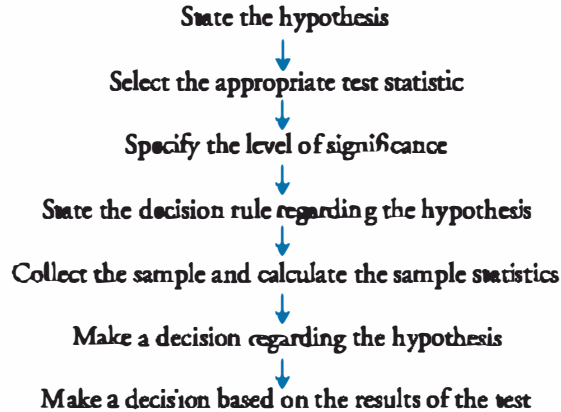 State the hypothesis
Select the appropriate test statistic
Specify the level of significance
State the decision rule regarding the hypothesis
Collect the sample and calculate the sample statistics
Make a decision regarding the hypothesis
Make a decision based on the results of the test